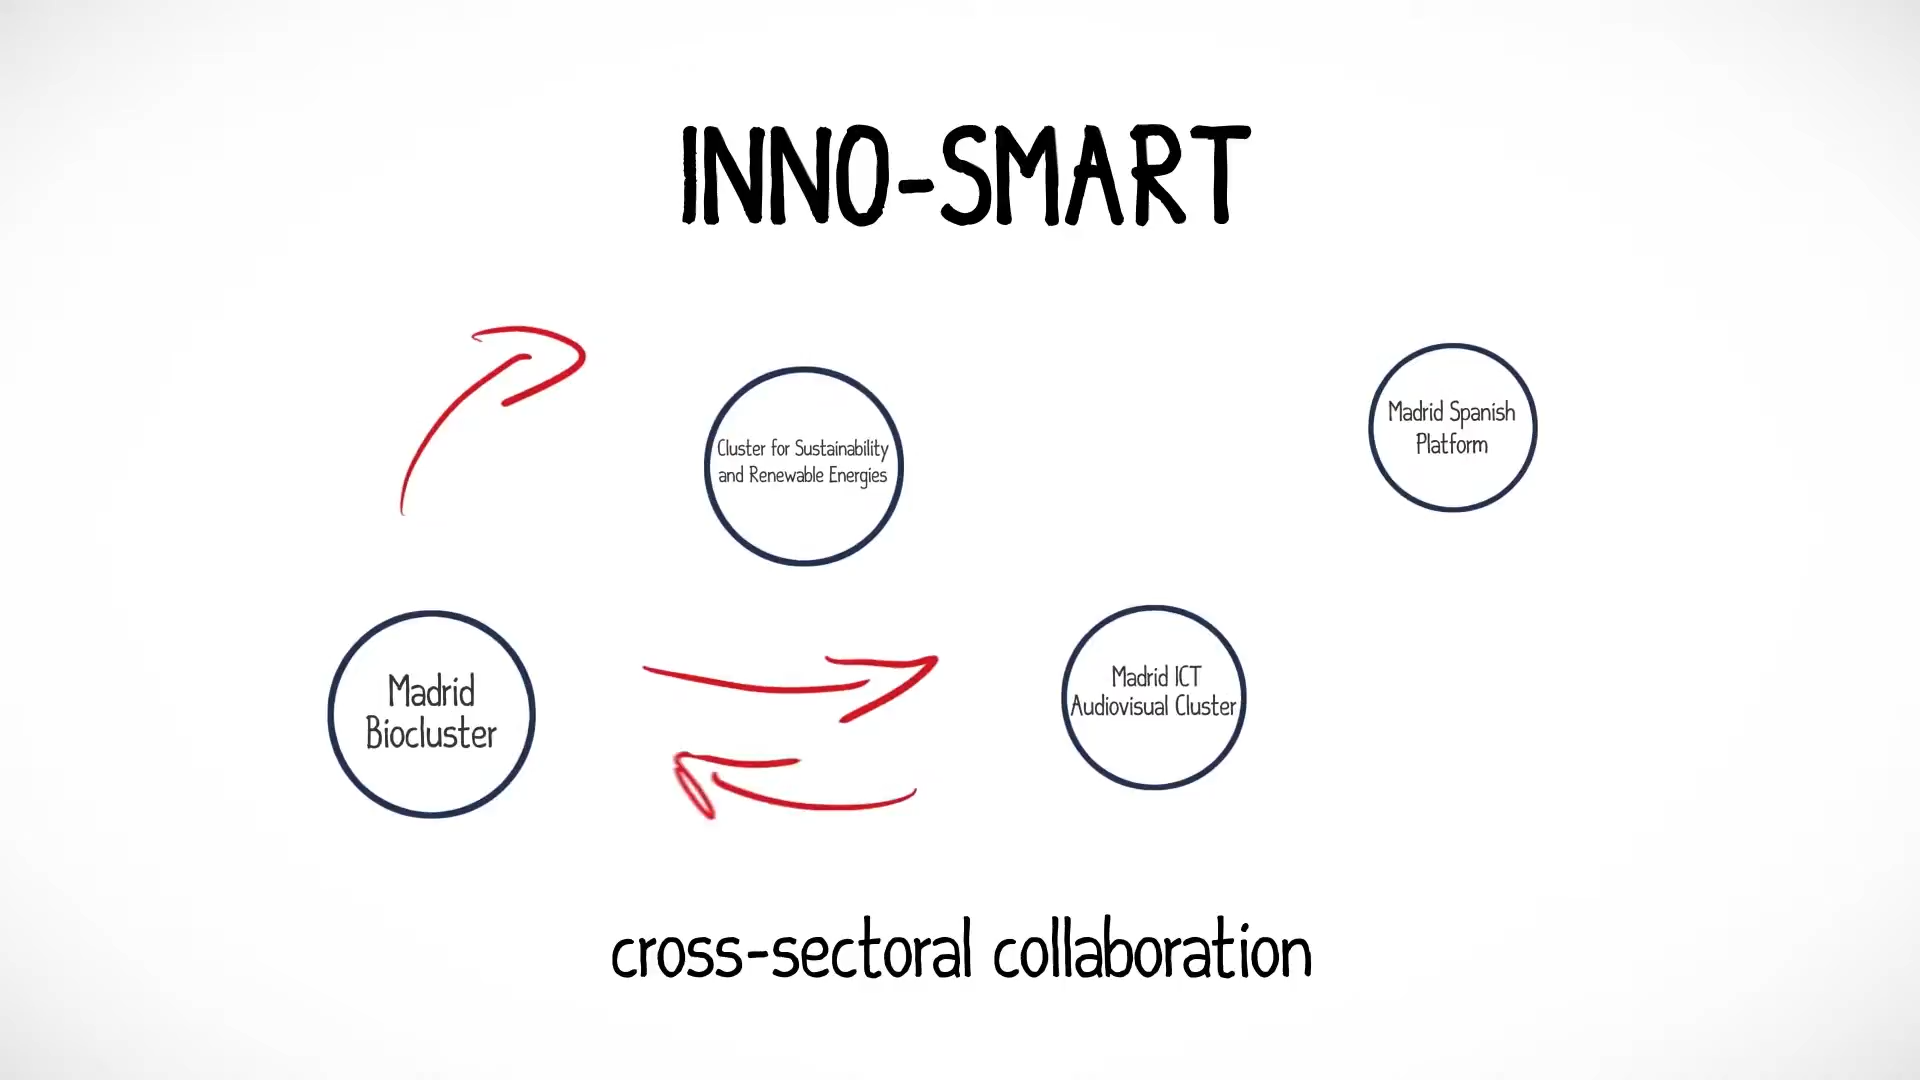 INNO-SMART
Cluster for Sustainability
and Renewable Energies
Madrid Spanish
Platform
Madrid
Biocluster
Madrid ICT
Audiovisual Cluster
cross-sectoral collaboration